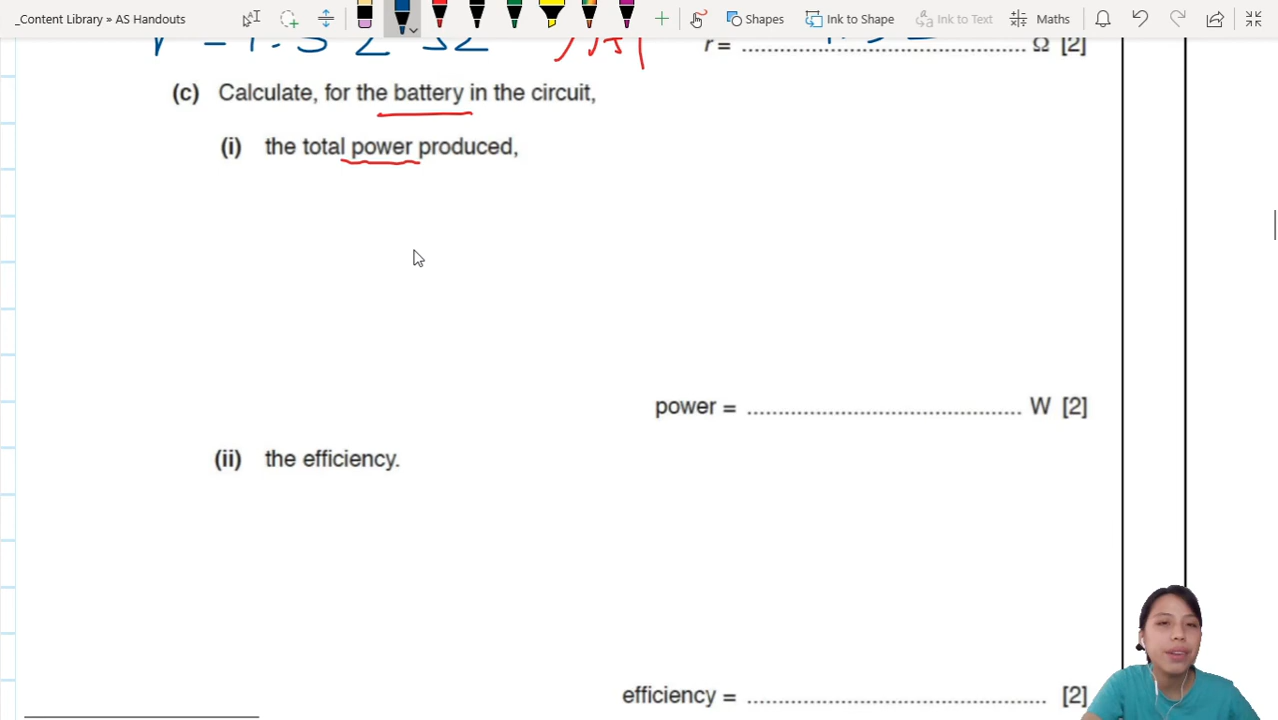 _Content Library » AS Handouts
Shapes
Ink to Shape
Ink to Text
Maths
r = Ω [2]
(c) Calculate, for the battery in the circuit,
(i) the total power produced,
power = W [2]
(ii) the efficiency.
efficiency = [2]